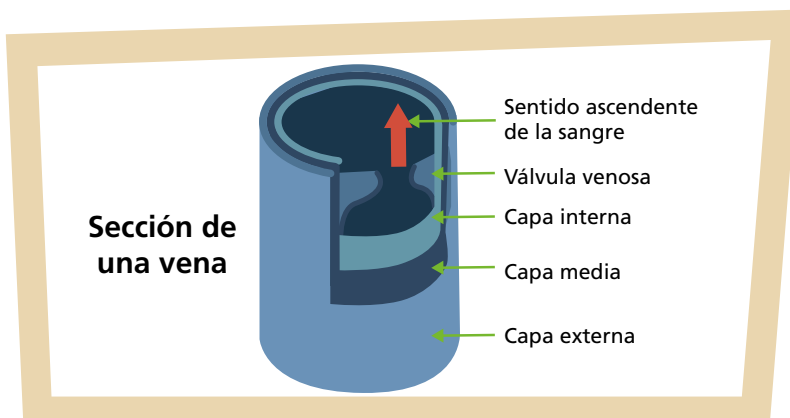 Sección de
una vena
Sentido ascendente
de la sangre
Válvula venosa
Capa interna
Capa media
Capa externa